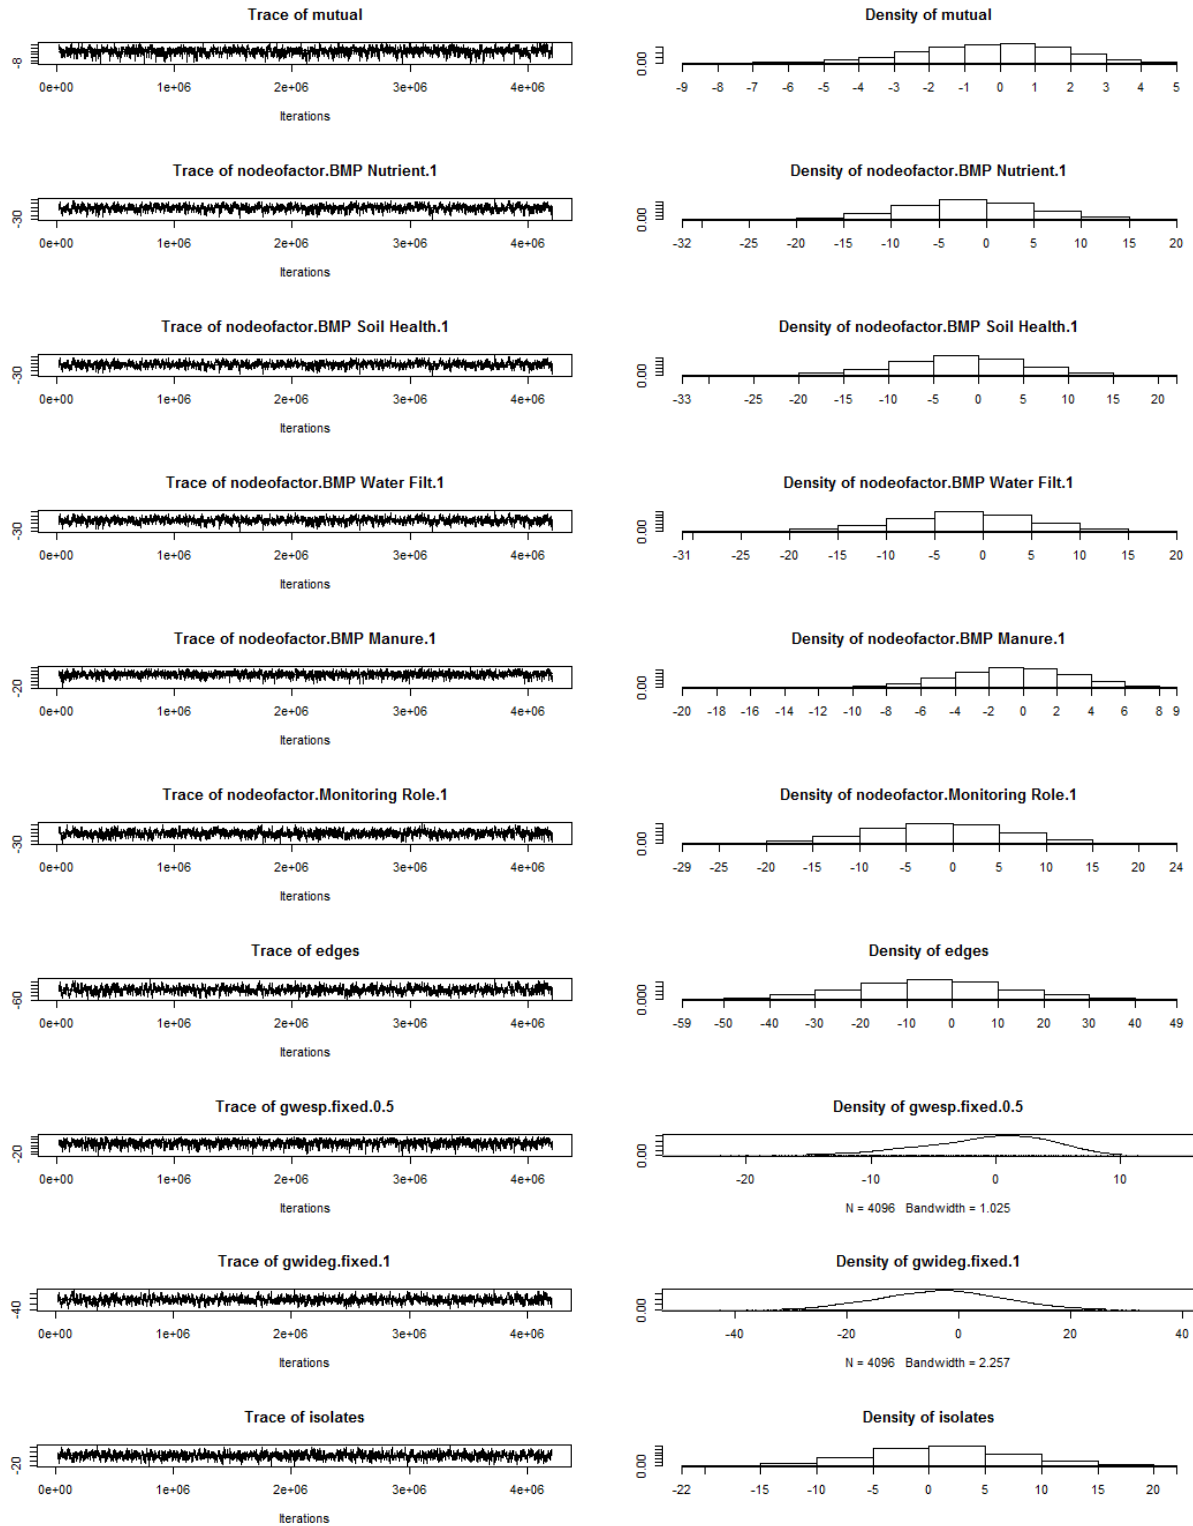 Trace of mutual
Density of mutual
-8
0.00
0e+00 1e+06 2e+06 3e+06 4e+06
-9 -8 -7 -6 -5 -4 -3 -2 -1 0 1 2 3 4 5
Iterations
Trace of nodeofactor.BMP Nutrient.1
Density of nodeofactor.BMP Nutrient.1
-30
0.00
0e+00 1e+06 2e+06 3e+06 4e+06
-32 -25 -20 -15 -10 -5 0 5 10 15 20
Iterations
Trace of nodeofactor.BMP Soil Health.1
Density of nodeofactor.BMP Soil Health.1
-30
0.00
0e+00 1e+06 2e+06 3e+06 4e+06
-33 -25 -20 -15 -10 -5 0 5 10 15 20
Iterations
Trace of nodeofactor.BMP Water Filt.1
Density of nodeofactor.BMP Water Filt.1
-30
0.00
0e+00 1e+06 2e+06 3e+06 4e+06
-31 -25 -20 -15 -10 -5 0 5 10 15 20
Iterations
Trace of nodeofactor.BMP Manure.1
Density of nodeofactor.BMP Manure.1
-20
0.00
0e+00 1e+06 2e+06 3e+06 4e+06
-20 -18 -16 -14 -12 -10 -8 -6 -4 -2 0 2 4 6 8 9
Iterations
Trace of nodeofactor.Monitoring Role.1
Density of nodeofactor.Monitoring Role.1
-30
0.00
0e+00 1e+06 2e+06 3e+06 4e+06
-29 -25 -20 -15 -10 -5 0 5 10 15 20 24
Iterations
Trace of edges
Density of edges
-60
0.000
0e+00 1e+06 2e+06 3e+06 4e+06
-59 -50 -40 -30 -20 -10 0 10 20 30 40 49
Iterations
Trace of gwesp.fixed.0.5
Density of gwesp.fixed.0.5
-20
0.00
0e+00 1e+06 2e+06 3e+06 4e+06
-20 -10 0 10
Iterations
N = 4096 Bandwidth = 1.025
Trace of gwideg.fixed.1
Density of gwideg.fixed.1
-40
0.00
0e+00 1e+06 2e+06 3e+06 4e+06
-40 -20 0 20 40
Iterations
N = 4096 Bandwidth = 2.257
Trace of isolates
Density of isolates
-20
0.00
0e+00 1e+06 2e+06 3e+06 4e+06
-22 -15 -10 -5 0 5 10 15 20
Iterations